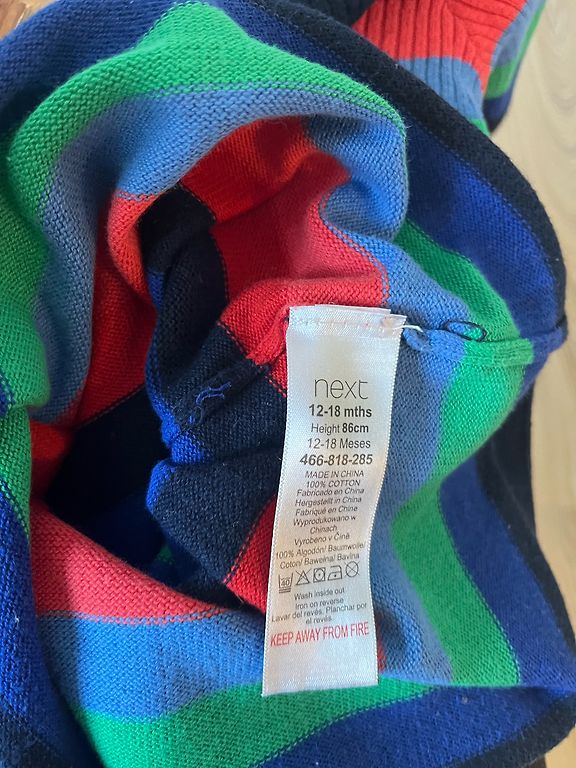 next
12-18 mths
Height 86cm
12-18 Meses
466-818-285
MADE IN CHINA
100% COTTON
Fabricado en China
Hergestellt in China
Fabriqué en Chine
Wyprodukowano w
Chinach
Vyrobeno v Číně
100% Algodón/ Baumwolle/
Coton/ Bawełna/ Bavlna
40
Wash inside out
Iron on reverse
Lavar del revés. Planchar por
el revés.
KEEP AWAY FROM FIRE